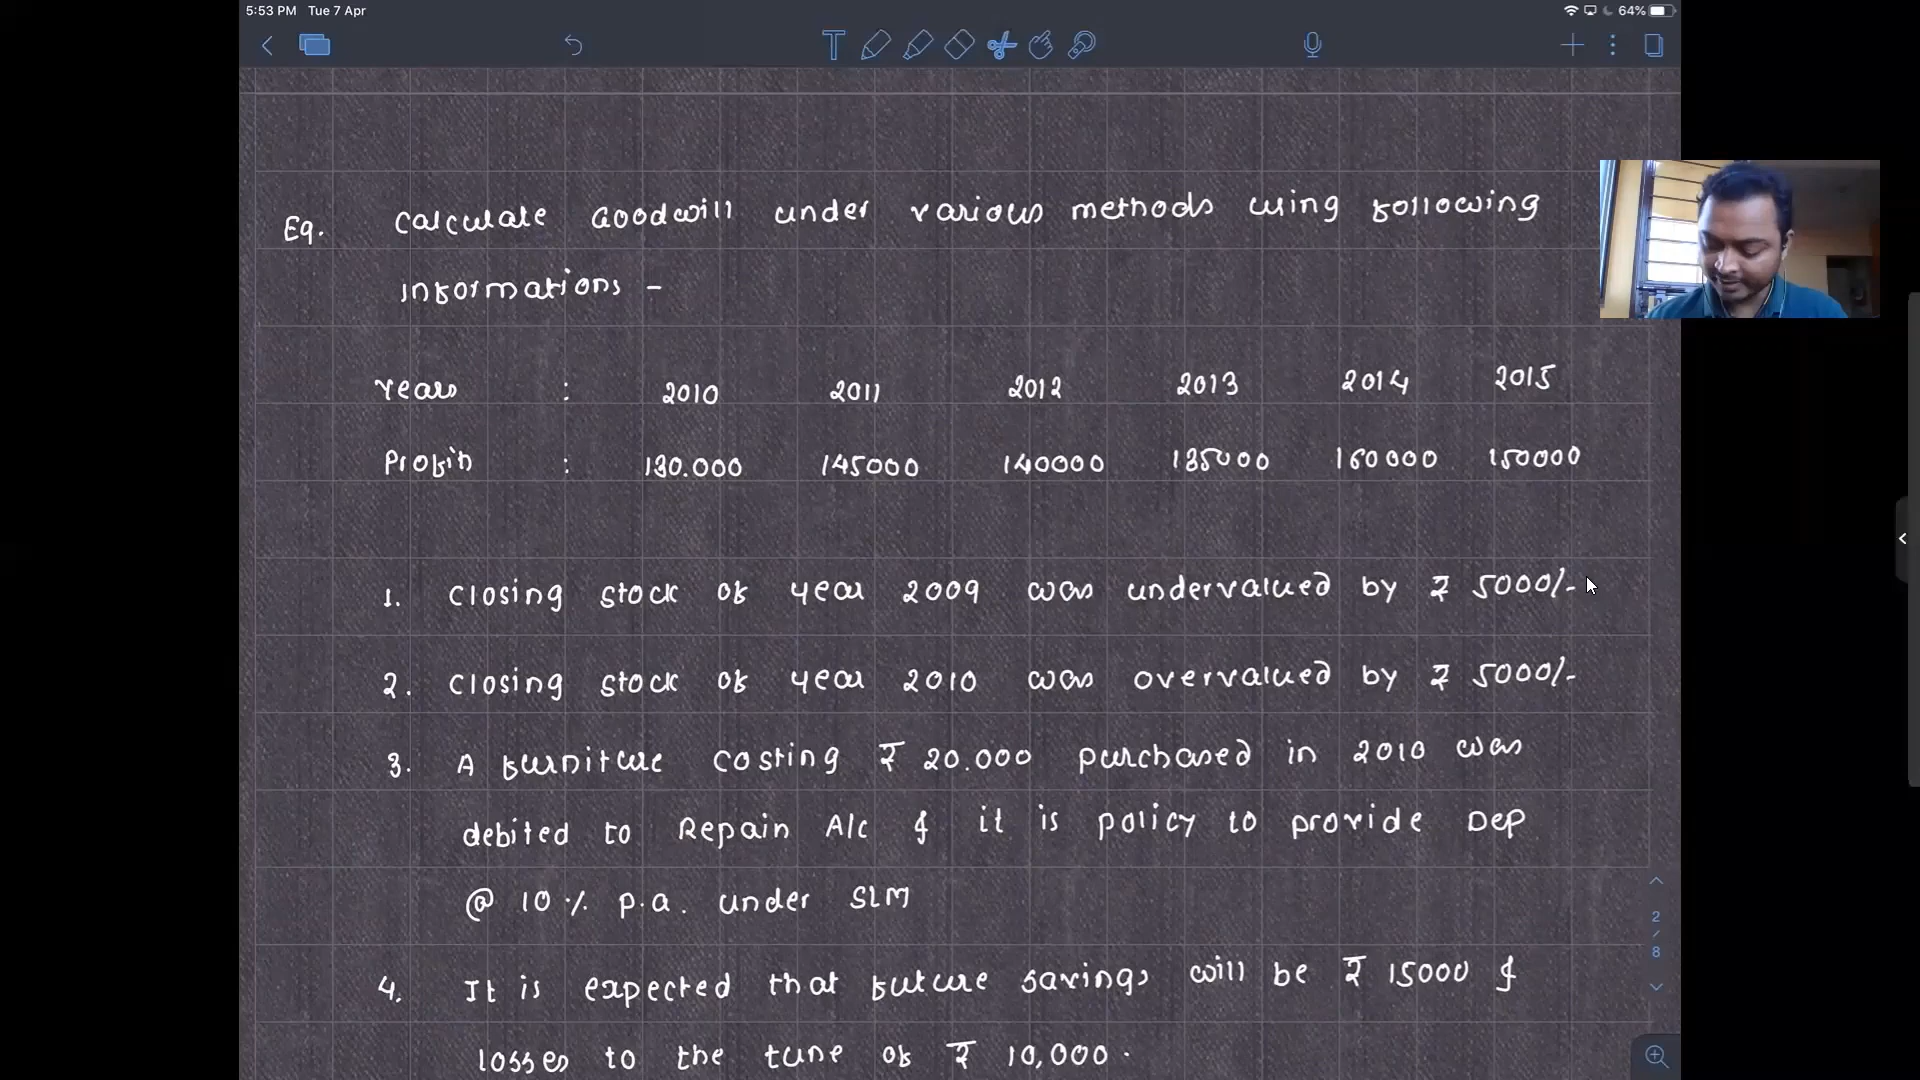 5:53 PM Tue 7 Apr
64%
Eg. Calculate Goodwill under various methods using following
informations -
Years : 2010 2011 2012 2013 2014 2015
Profits : 130.000 145000 140000 135000 160000 150000
1. Closing stock of year 2009 was undervalued by ₹ 5000/-
2. Closing stock of year 2010 was overvalued by ₹ 5000/-
3. A furniture costing ₹ 20.000 purchased in 2010 was
debited to Repair A/c & it is policy to provide Dep
@ 10% p.a. under SLM
4. It is expected that future savings will be ₹ 15000 &
losses to the tune of ₹ 10,000.
2
/
8